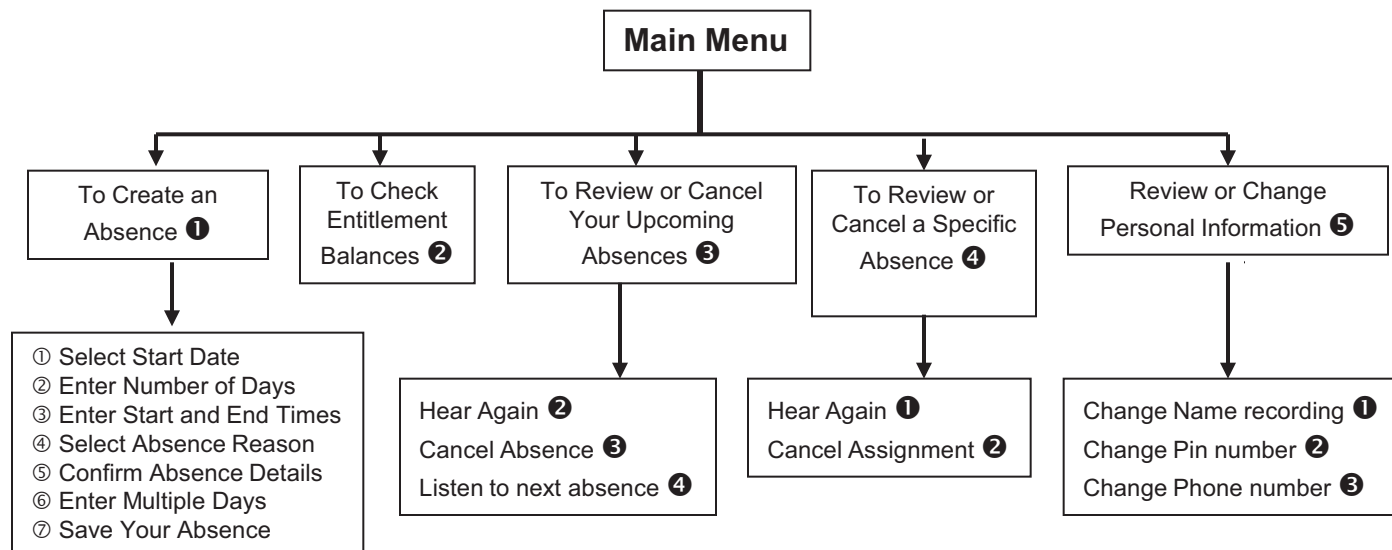 Main Menu
To Create an
Absence ❶
To Check
Entitlement
Balances ❷
To Review or Cancel
Your Upcoming
Absences ❸
To Review or
Cancel a Specific
Absence ❹
Review or Change
Personal Information ❺
① Select Start Date
② Enter Number of Days
③ Enter Start and End Times
④ Select Absence Reason
⑤ Confirm Absence Details
⑥ Enter Multiple Days
⑦ Save Your Absence
Hear Again ❷
Cancel Absence ❸
Listen to next absence ❹
Hear Again ❶
Cancel Assignment ❷
Change Name recording ❶
Change Pin number ❷
Change Phone number ❸